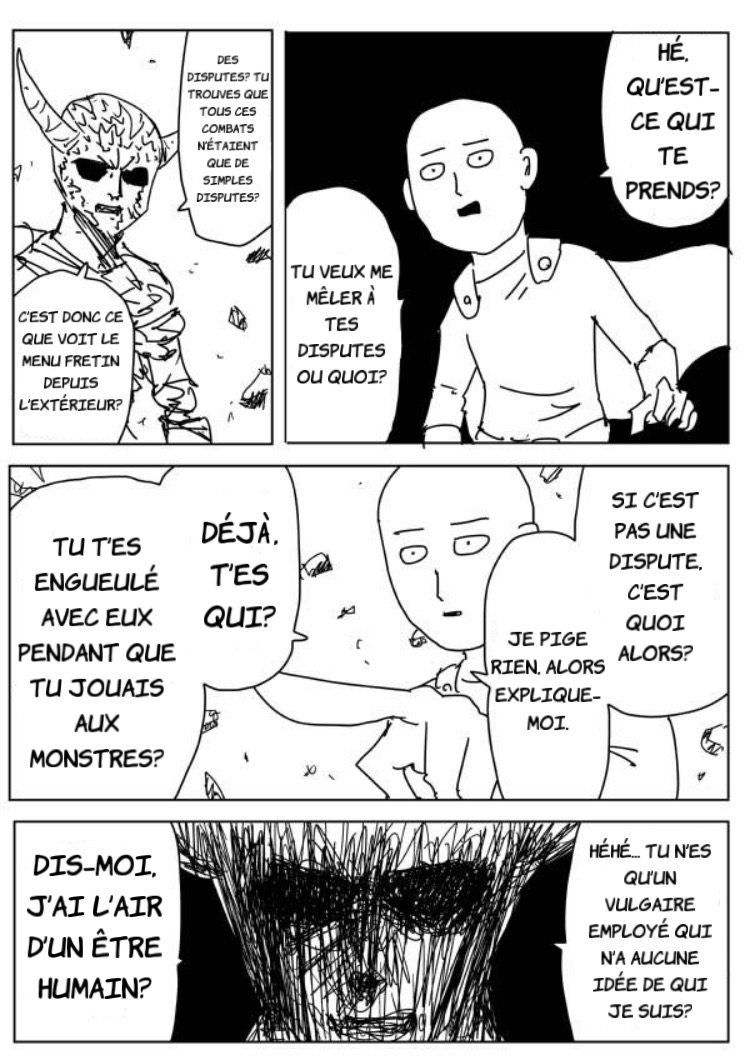 HÉ,
QU'EST-
CE QUI
TE
PRENDS?
TU VEUX ME
MÊLER À
TES
DISPUTES
OU QUOI?
DES
DISPUTES? TU
TROUVES QUE
TOUS CES
COMBATS
N'ÉTAIENT
QUE DE
SIMPLES
DISPUTES?
C'EST DONC CE
QUE VOIT LE
MENU FRETIN
DEPUIS
L'EXTÉRIEUR?
SI C'EST
PAS UNE
DISPUTE,
C'EST
QUOI
ALORS?
JE PIGE
RIEN, ALORS
EXPLIQUE-
MOI.
DÉJÀ,
T'ES
QUI?
TU T'ES
ENGUEULÉ
AVEC EUX
PENDANT QUE
TU JOUAIS
AUX
MONSTRES?
HÉHÉ... TU N'ES
QU'UN
VULGAIRE
EMPLOYÉ QUI
N'A AUCUNE
IDÉE DE QUI
JE SUIS?
DIS-MOI,
J'AI L'AIR
D'UN ÊTRE
HUMAIN?